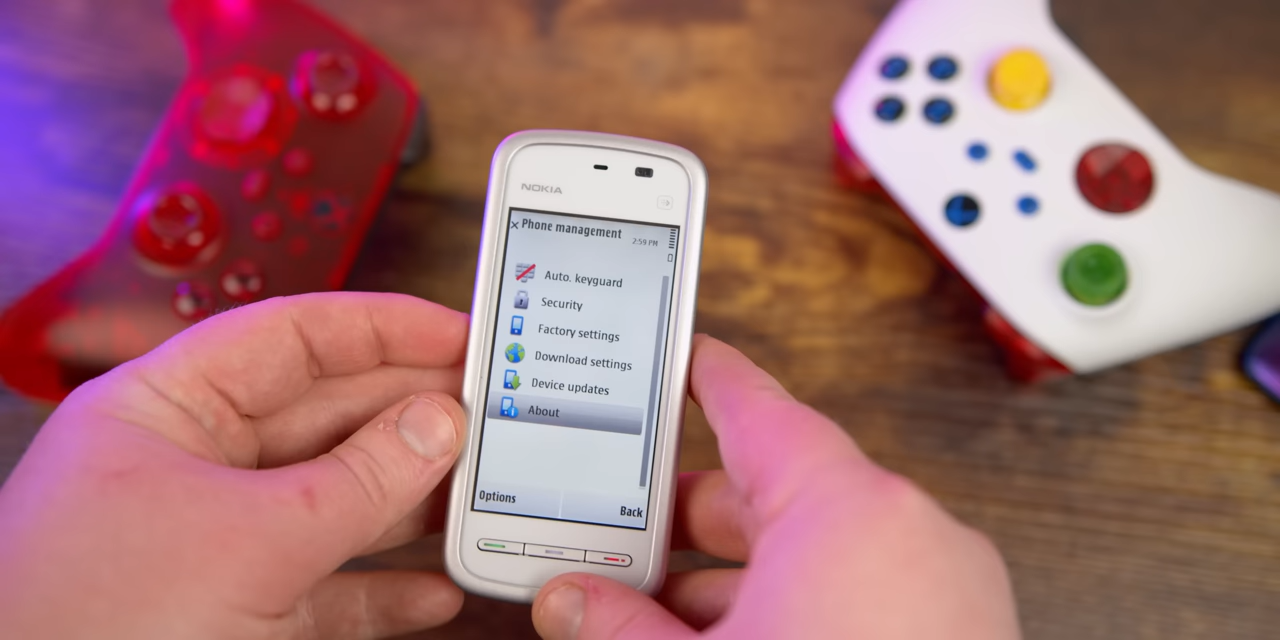 NOKIA
Phone management
2:59 PM
Auto. keyguard
Security
Factory settings
Download settings
Device updates
About
Options
Back